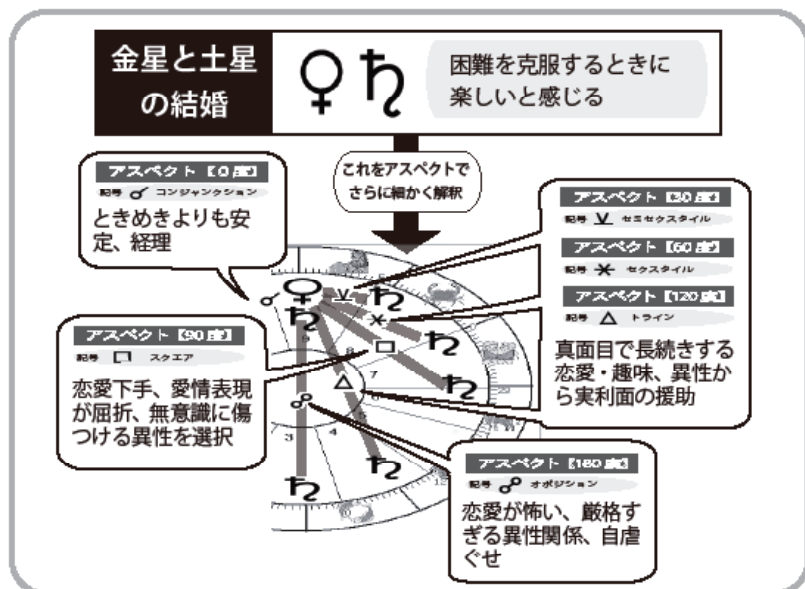 金星と土星
の結婚
♀♄
困難を克服するときに
楽しいと感じる
これをアスペクトで
さらに細かく解釈
アスペクト【0度】
記号 ☌ コンジャンクション
ときめきよりも安
定、経理
アスペクト【30度】
記号 ⚺ セミセクスタイル
アスペクト【60度】
記号 ⚹ セクスタイル
アスペクト【120度】
記号 △ トライン
真面目で長続きする
恋愛・趣味、異性か
ら実利面の援助
アスペクト【90度】
記号 □ スクエア
恋愛下手、愛情表現
が屈折、無意識に傷
つける異性を選択
アスペクト【180度】
記号 ☍ オポジション
恋愛が怖い、厳格す
ぎる異性関係、自虐
ぐせ
9
8
7
3
4